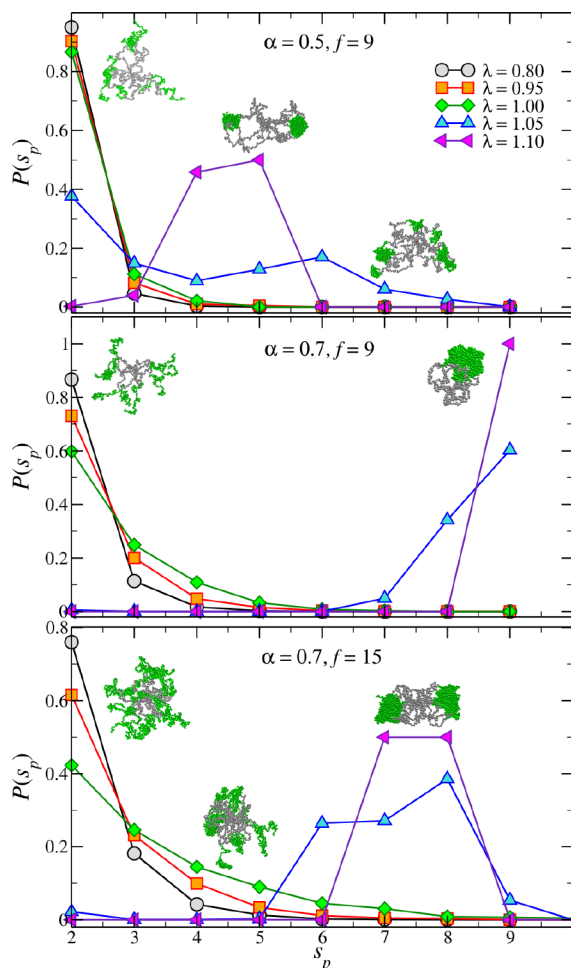 α = 0.5, f = 9
λ = 0.80
λ = 0.95
λ = 1.00
λ = 1.05
λ = 1.10
P(s_p)
0.8
0.6
0.4
0.2
0
α = 0.7, f = 9
P(s_p)
1
0.8
0.6
0.4
0.2
0
α = 0.7, f = 15
P(s_p)
0.8
0.6
0.4
0.2
0
2 3 4 5 6 7 8 9
s_p